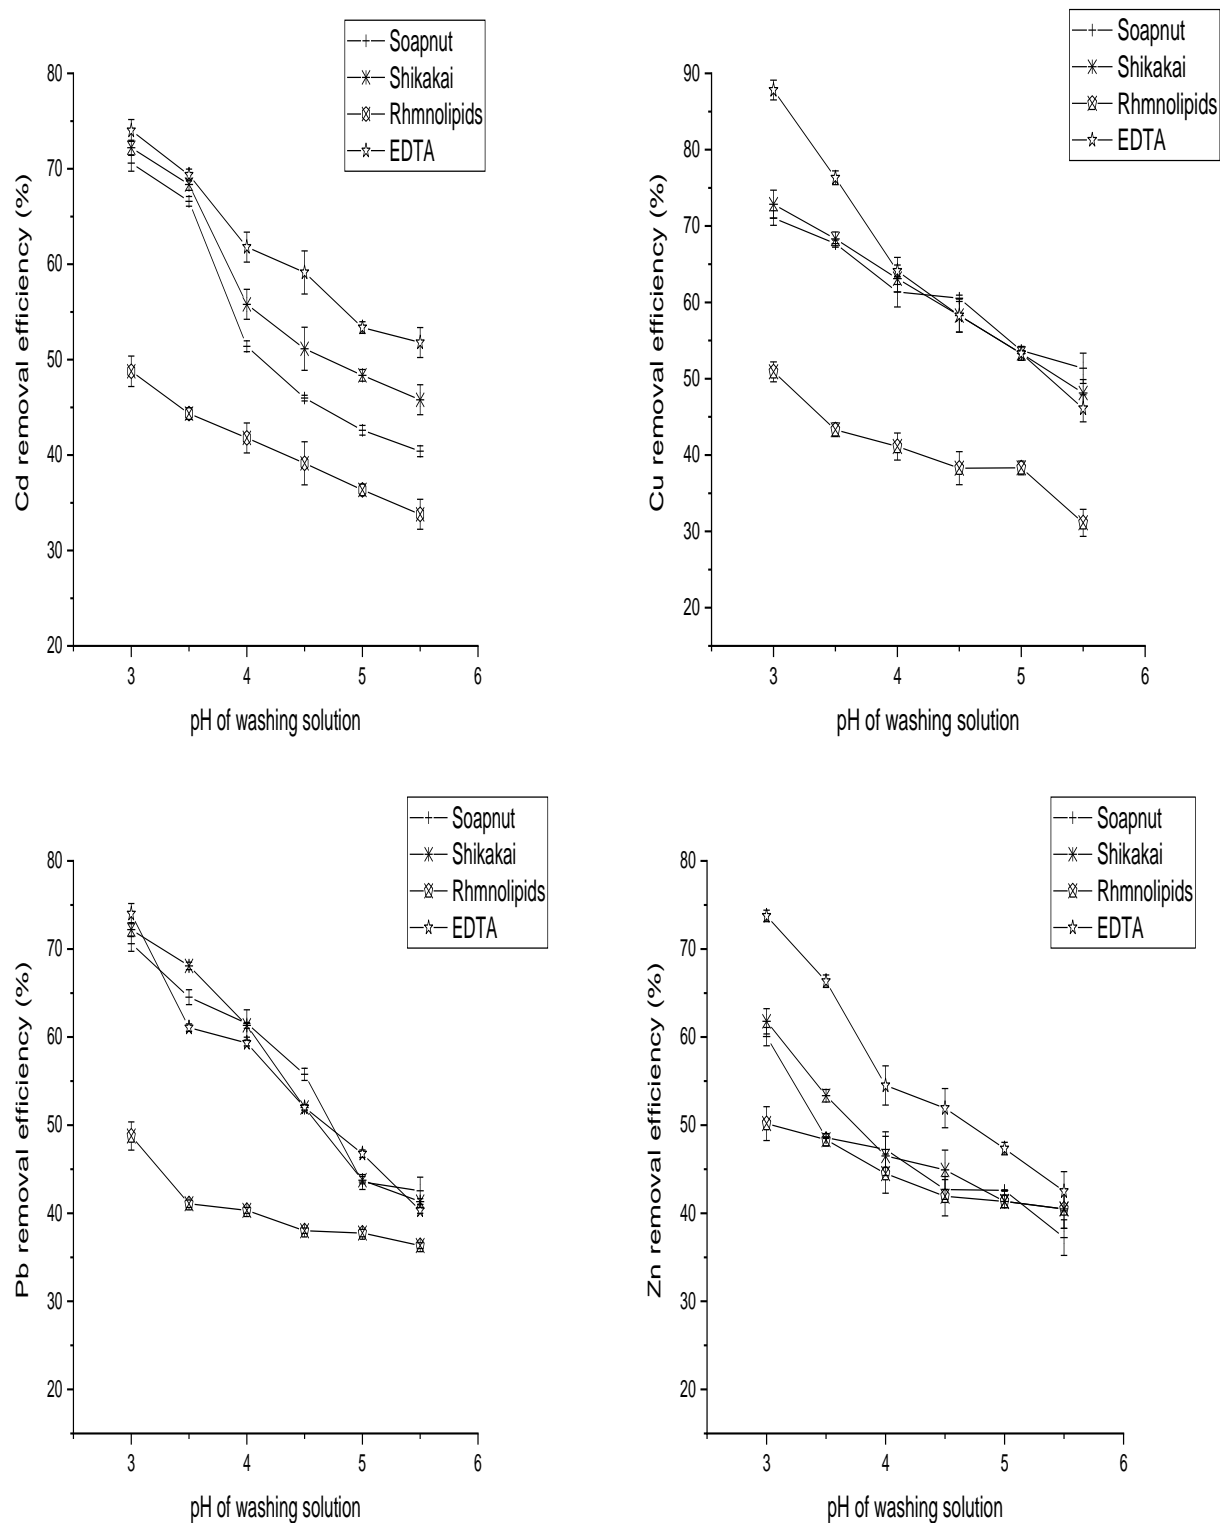 Soapnut
Shikakai
Rhmnolipids
EDTA
80
70
60
50
40
30
20
Cd removal efficiency (%)
3 4 5 6
pH of washing solution
Soapnut
Shikakai
Rhmnolipids
EDTA
90
80
70
60
50
40
30
20
Cu removal efficiency (%)
3 4 5 6
pH of washing solution
Soapnut
Shikakai
Rhmnolipids
EDTA
80
70
60
50
40
30
20
Pb removal efficiency (%)
3 4 5 6
pH of washing solution
Soapnut
Shikakai
Rhmnolipids
EDTA
80
70
60
50
40
30
20
Zn removal efficiency (%)
3 4 5 6
pH of washing solution